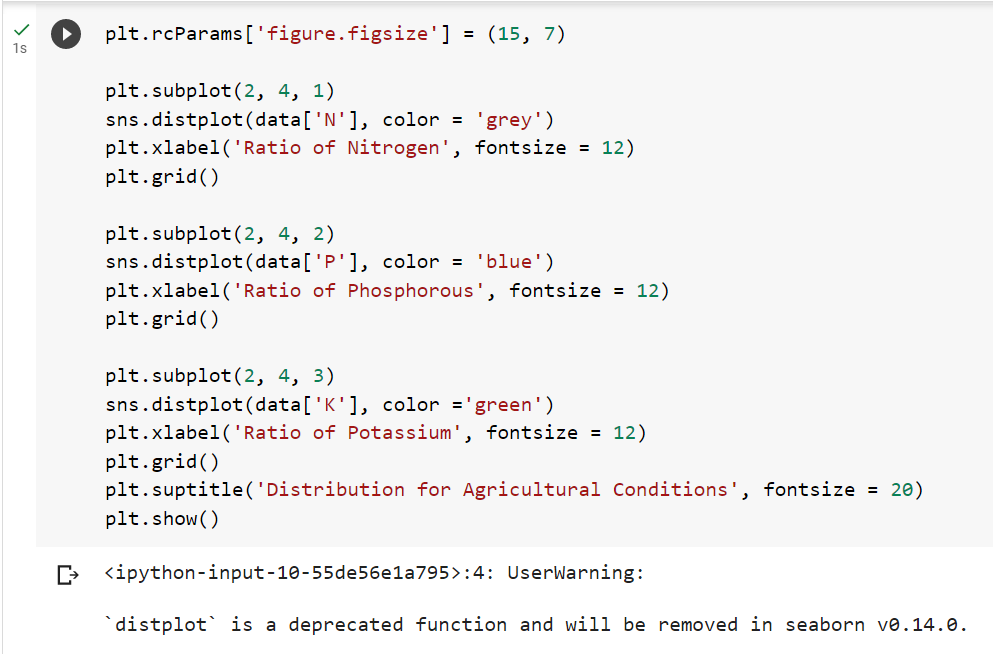 1s
plt.rcParams['figure.figsize'] = (15, 7)
plt.subplot(2, 4, 1)
sns.distplot(data['N'], color = 'grey')
plt.xlabel('Ratio of Nitrogen', fontsize = 12)
plt.grid()
plt.subplot(2, 4, 2)
sns.distplot(data['P'], color = 'blue')
plt.xlabel('Ratio of Phosphorous', fontsize = 12)
plt.grid()
plt.subplot(2, 4, 3)
sns.distplot(data['K'], color ='green')
plt.xlabel('Ratio of Potassium', fontsize = 12)
plt.grid()
plt.suptitle('Distribution for Agricultural Conditions', fontsize = 20)
plt.show()
<ipython-input-10-55de56e1a795>:4: UserWarning:
`distplot` is a deprecated function and will be removed in seaborn v0.14.0.